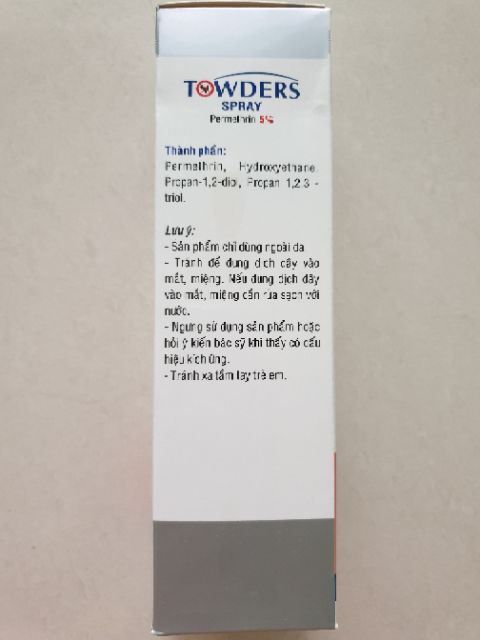 TOWDERS
SPRAY
Permethrin 5%
Thành phần:
Permethrin, Hydroxyethane,
Propan-1,2-diol, Propan 1,2,3 -
triol.
Lưu ý:
- Sản phẩm chỉ dùng ngoài da
- Tránh để dung dịch dây vào
mắt, miệng. Nếu dung dịch dây
vào mắt, miệng cần rửa sạch với
nước.
- Ngưng sử dụng sản phẩm hoặc
hỏi ý kiến bác sỹ khi thấy có dấu
hiệu kích ứng.
- Tránh xa tầm tay trẻ em.